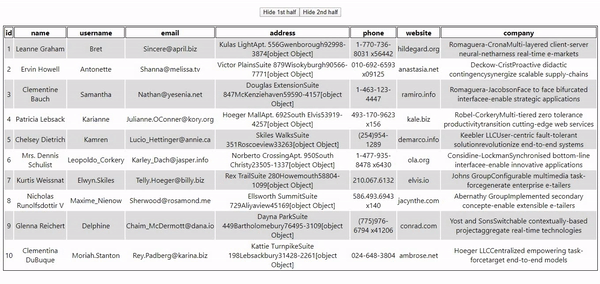 Hide 1st half Hide 2nd half
id name username email address phone website company
1 Leanne Graham Bret Sincere@april.biz Kulas LightApt. 556Gwenborough92998-3874[object Object] 1-770-736-8031 x56442 hildegard.org Romaguera-CronaMulti-layered client-server neural-netharness real-time e-markets
2 Ervin Howell Antonette Shanna@melissa.tv Victor PlainsSuite 879Wisokyburgh90566-7771[object Object] 010-692-6593 x09125 anastasia.net Deckow-CristProactive didactic contingencysynergize scalable supply-chains
3 Clementine Bauch Samantha Nathan@yesenia.net Douglas ExtensionSuite 847McKenziehaven59590-4157[object Object] 1-463-123-4447 ramiro.info Romaguera-JacobsonFace to face bifurcated interfacee-enable strategic applications
4 Patricia Lebsack Karianne Julianne.OConner@kory.org Hoeger MallApt. 692South Elvis53919-4257[object Object] 493-170-9623 x156 kale.biz Robel-CorkeryMulti-tiered zero tolerance productivitytransition cutting-edge web services
5 Chelsey Dietrich Kamren Lucio_Hettinger@annie.ca Skiles WalksSuite 351Roscoeview33263[object Object] (254)954-1289 demarco.info Keebler LLCUser-centric fault-tolerant solutionrevolutionize end-to-end systems
6 Mrs. Dennis Schulist Leopoldo_Corkery Karley_Dach@jasper.info Norberto CrossingApt. 950South Christy23505-1337[object Object] 1-477-935-8478 x6430 ola.org Considine-LockmanSynchronised bottom-line interfacee-enable innovative applications
7 Kurtis Weissnat Elwyn.Skiles Telly.Hoeger@billy.biz Rex TrailSuite 280Howemouth58804-1099[object Object] 210.067.6132 elvis.io Johns GroupConfigurable multimedia task-forcegenerate enterprise e-tailers
8 Nicholas Runolfsdottir V Maxime_Nienow Sherwood@rosamond.me Ellsworth SummitSuite 729Aliyaview45169[object Object] 586.493.6943 x140 jacynthe.com Abernathy GroupImplemented secondary concepte-enable extensible e-tailers
9 Glenna Reichert Delphine Chaim_McDermott@dana.io Dayna ParkSuite 449Bartholomebury76495-3109[object Object] (775)976-6794 x41206 conrad.com Yost and SonsSwitchable contextually-based projectaggregate real-time technologies
10 Clementina DuBuque Moriah.Stanton Rey.Padberg@karina.biz Kattie TurnpikeSuite 198Lebsackbury31428-2261[object Object] 024-648-3804 ambrose.net Hoeger LLCCentralized empowering task-forcetarget end-to-end models